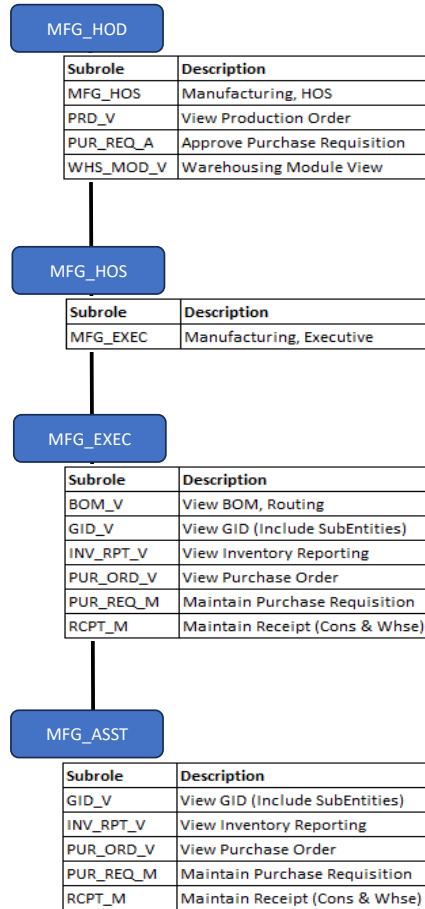 MFG_HOD
Subrole Description
MFG_HOS Manufacturing, HOS
PRD_V View Production Order
PUR_REQ_A Approve Purchase Requisition
WHS_MOD_V Warehousing Module View
MFG_HOS
Subrole Description
MFG_EXEC Manufacturing, Executive
MFG_EXEC
Subrole Description
BOM_V View BOM, Routing
GID_V View GID (Include SubEntities)
INV_RPT_V View Inventory Reporting
PUR_ORD_V View Purchase Order
PUR_REQ_M Maintain Purchase Requisition
RCPT_M Maintain Receipt (Cons & Whse)
MFG_ASST
Subrole Description
GID_V View GID (Include SubEntities)
INV_RPT_V View Inventory Reporting
PUR_ORD_V View Purchase Order
PUR_REQ_M Maintain Purchase Requisition
RCPT_M Maintain Receipt (Cons & Whse)